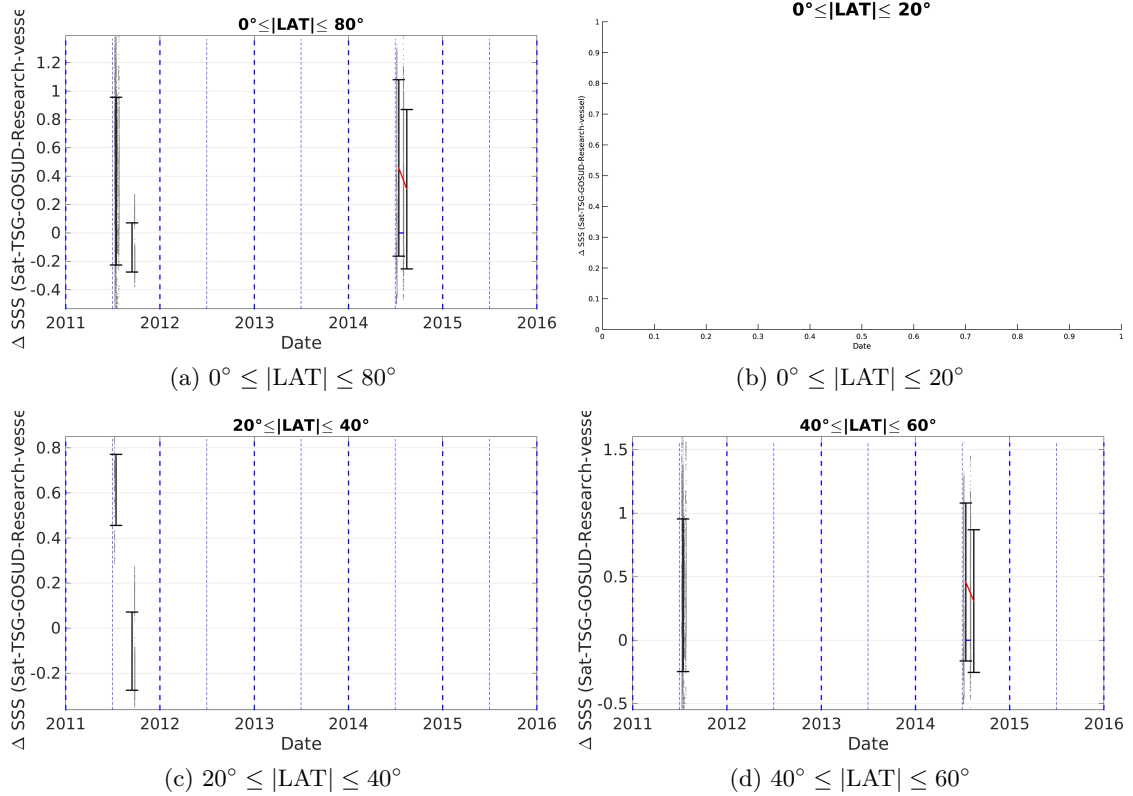 0°≤|LAT|≤ 80°
Δ SSS (Sat-TSG-GOSUD-Research-vesse
1.2
1
0.8
0.6
0.4
0.2
0
-0.2
-0.4
2011 2012 2013 2014 2015 2016
Date
(a) 0° ≤ |LAT| ≤ 80°
0°≤|LAT|≤ 20°
Δ SSS (Sat-TSG-GOSUD-Research-vessel)
1
0.9
0.8
0.7
0.6
0.5
0.4
0.3
0.2
0.1
0
0 0.1 0.2 0.3 0.4 0.5 0.6 0.7 0.8 0.9 1
Date
(b) 0° ≤ |LAT| ≤ 20°
20°≤|LAT|≤ 40°
Δ SSS (Sat-TSG-GOSUD-Research-vesse
0.8
0.6
0.4
0.2
0
-0.2
2011 2012 2013 2014 2015 2016
Date
(c) 20° ≤ |LAT| ≤ 40°
40°≤|LAT|≤ 60°
Δ SSS (Sat-TSG-GOSUD-Research-vesse
1.5
1
0.5
0
-0.5
2011 2012 2013 2014 2015 2016
Date
(d) 40° ≤ |LAT| ≤ 60°